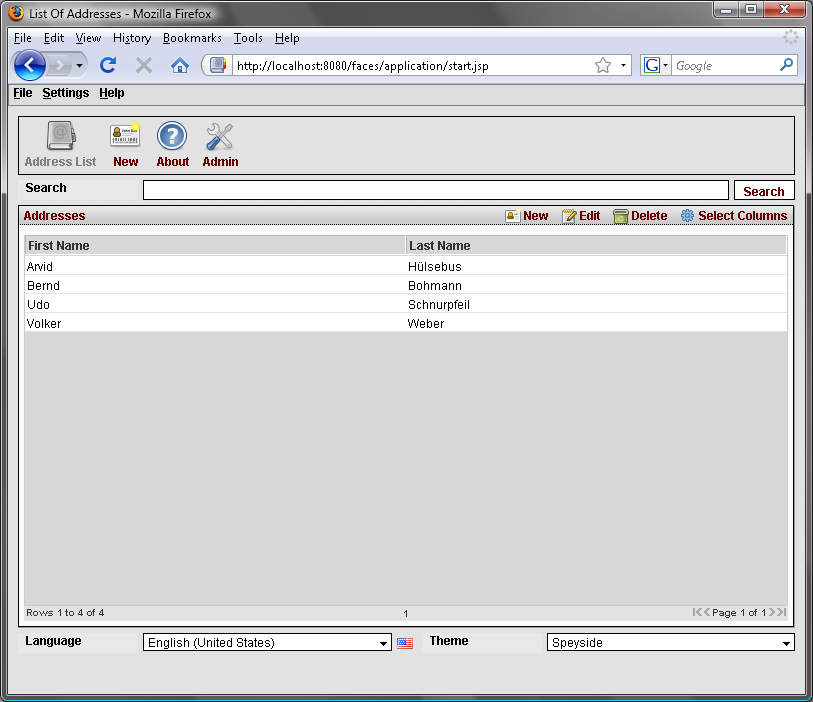 List Of Addresses - Mozilla Firefox
File Edit View History Bookmarks Tools Help
http://localhost:8080/faces/application/start.jsp G Google
File Settings Help
Address List New About Admin
Search Search
Addresses New Edit Delete Select Columns
First Name Last Name
Arvid Hülsebus
Bernd Bohmann
Udo Schnurpfeil
Volker Weber
Rows 1 to 4 of 4 1 Page 1 of 1
Language English (United States) Theme Speyside